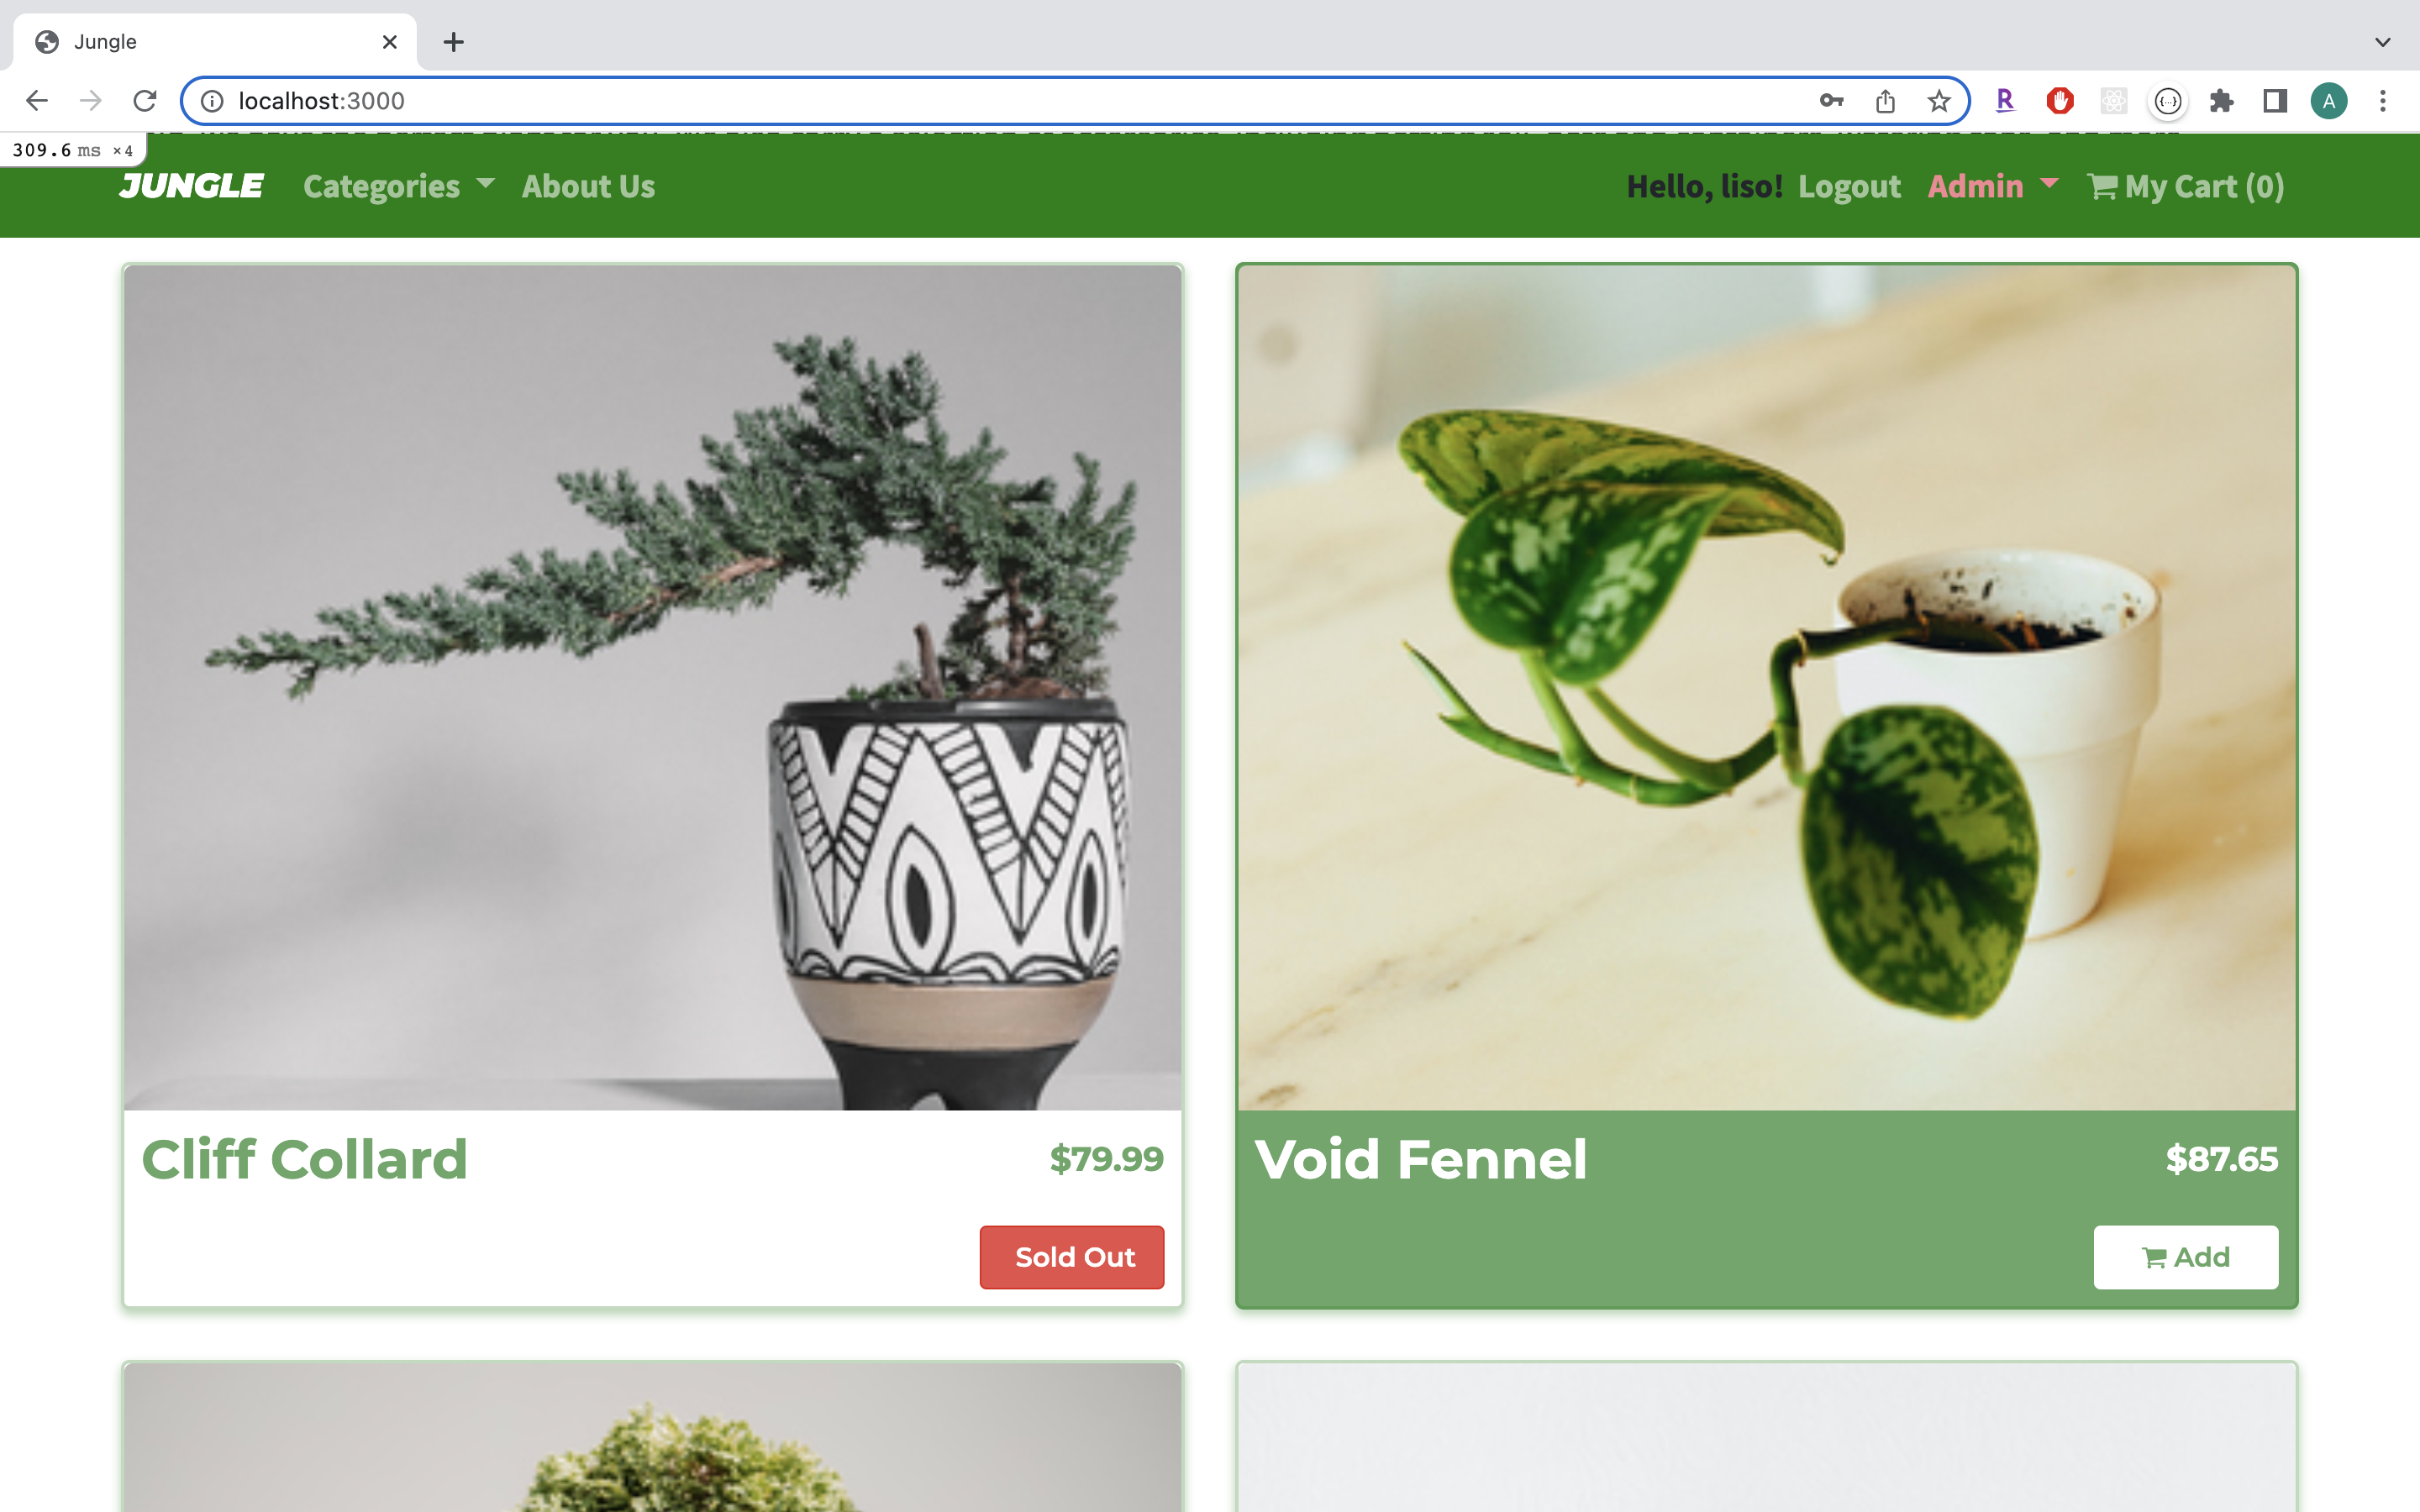 Jungle
localhost:3000
R
A
309.6 ms ×4
JUNGLE Categories About Us Hello, liso! Logout Admin My Cart (0)
Cliff Collard $79.99
Sold Out
Void Fennel $87.65
Add